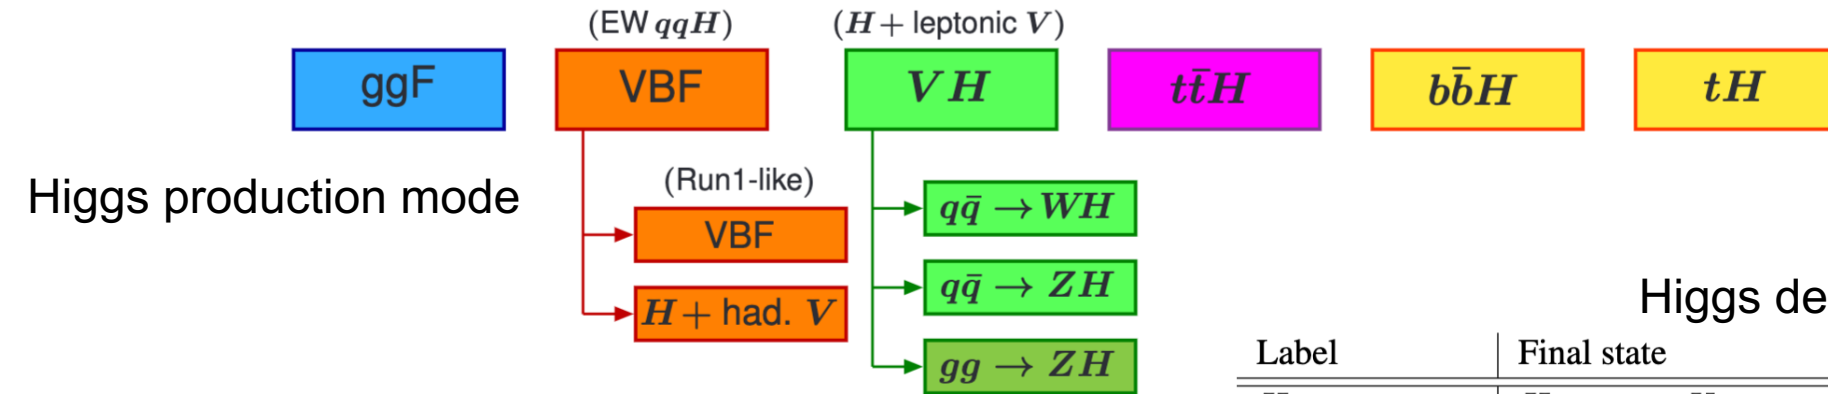 (EW qqH) (H + leptonic V)
ggF VBF VH tt̄H bb̄H tH
(Run1-like)
Higgs production mode
VBF
qq̄ → WH
H + had. V
qq̄ → ZH
gg → ZH
Higgs de
Label Final state